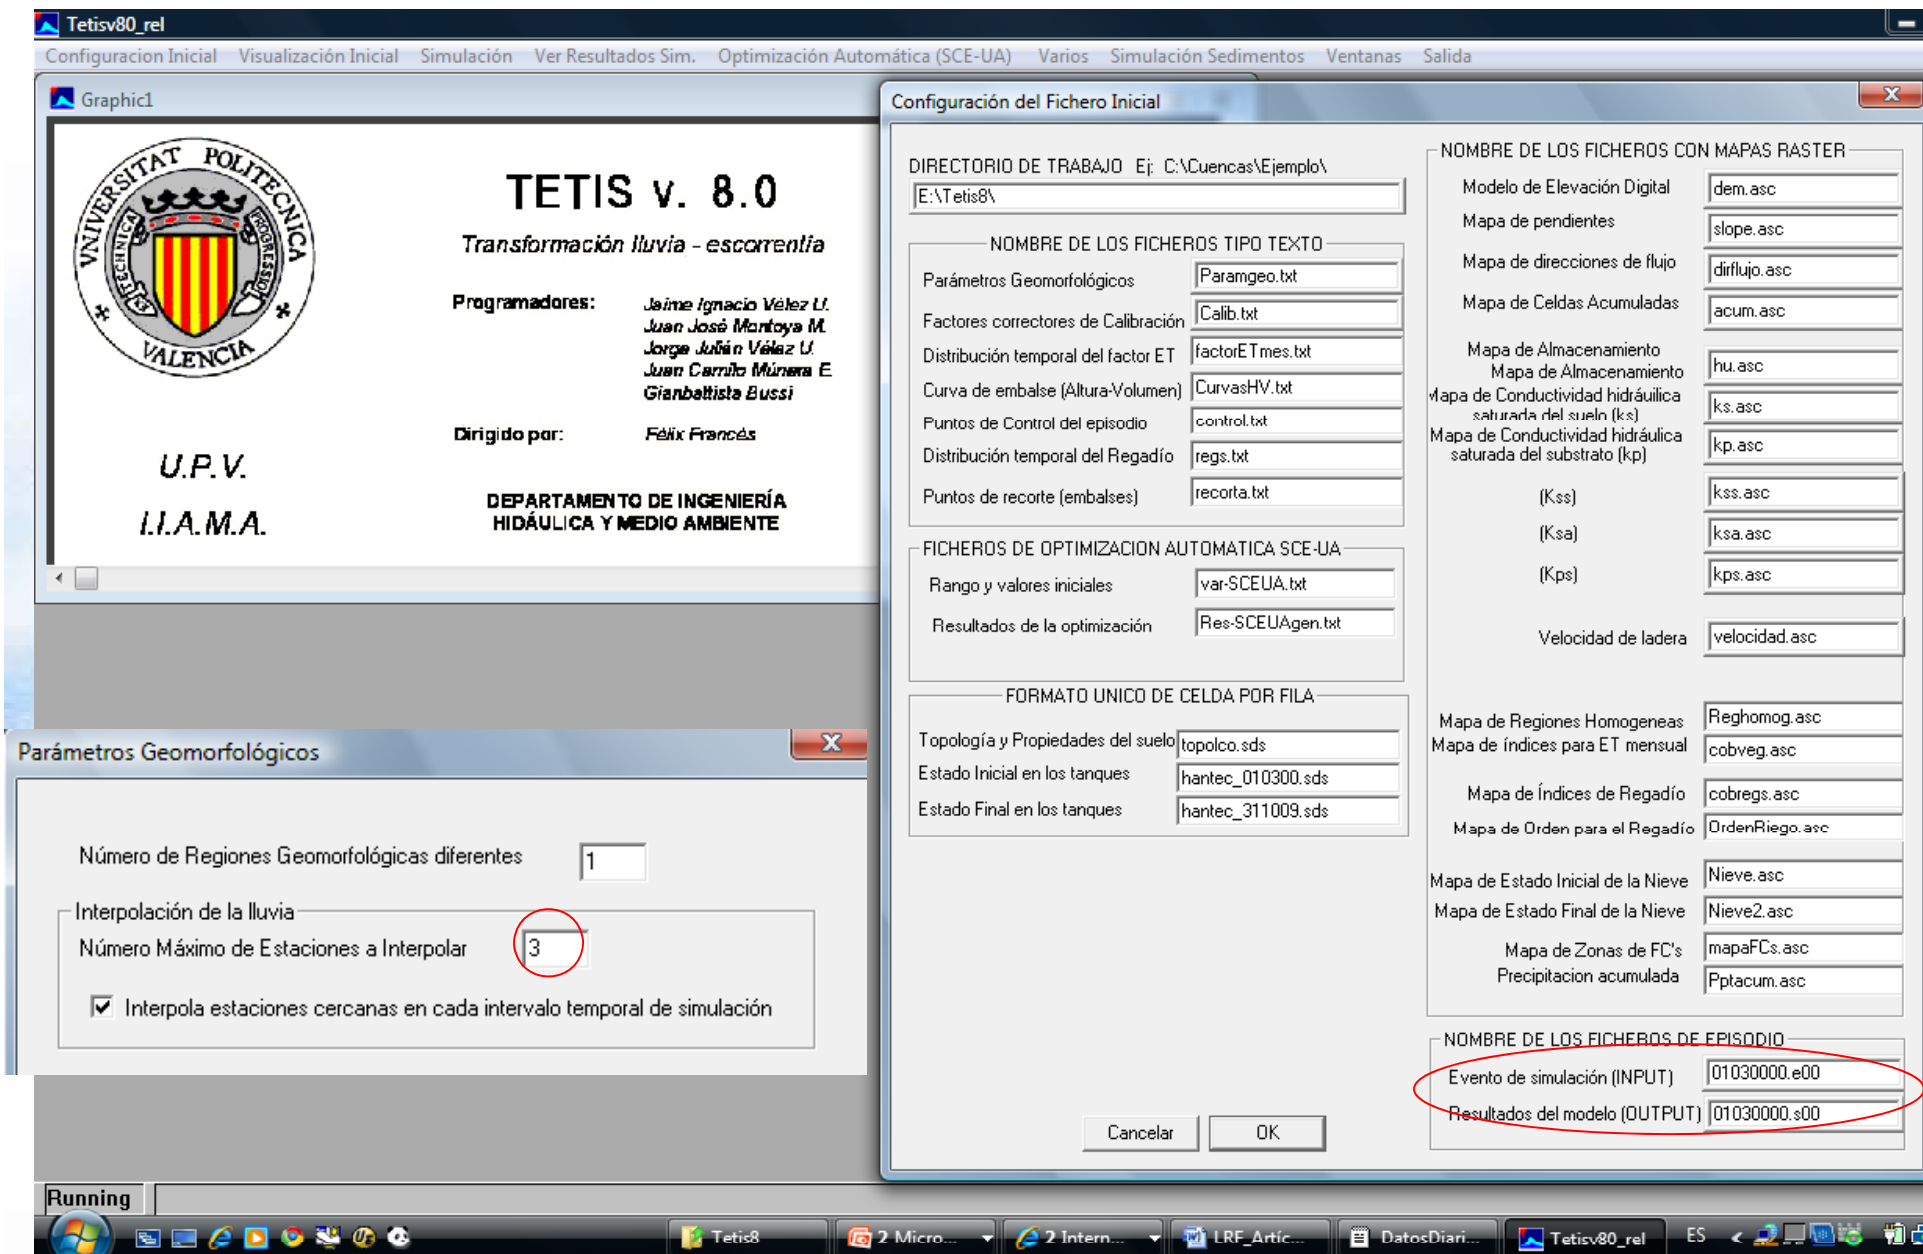 Tetisv80_rel
Configuracion Inicial Visualización Inicial Simulación Ver Resultados Sim. Optimización Automática (SCE-UA) Varios Simulación Sedimentos Ventanas Salida
Graphic1
UNIVERSITAT POLITECNICA
TECHNICA PROGRESSIO
VALENCIA
TETIS v. 8.0
Transformación lluvia - escorrentía
Programadores:
Jaime Ignacio Vélez U.
Juan José Montoya M.
Jorge Julián Vélez U.
Juan Camilo Múnera E.
Gianbattista Bussi
Dirigido por:
Félix Francés
U.P.V.
I.I.A.M.A.
DEPARTAMENTO DE INGENIERÍA
HIDÁULICA Y MEDIO AMBIENTE
Configuración del Fichero Inicial
DIRECTORIO DE TRABAJO Ej: C:\Cuencas\Ejemplo\
E:\Tetis8\
NOMBRE DE LOS FICHEROS TIPO TEXTO
Parámetros Geomorfológicos Paramgeo.txt
Factores correctores de Calibración Calib.txt
Distribución temporal del factor ET factorETmes.txt
Curva de embalse (Altura-Volumen) CurvasHV.txt
Puntos de Control del episodio control.txt
Distribución temporal del Regadío regs.txt
Puntos de recorte (embalses) recorta.txt
FICHEROS DE OPTIMIZACION AUTOMATICA SCE-UA
Rango y valores iniciales var-SCEUA.txt
Resultados de la optimización Res-SCEUAgen.txt
FORMATO UNICO DE CELDA POR FILA
Topología y Propiedades del suelo topolco.sds
Estado Inicial en los tanques hantec_010300.sds
Estado Final en los tanques hantec_311009.sds
Cancelar OK
NOMBRE DE LOS FICHEROS CON MAPAS RASTER
Modelo de Elevación Digital dem.asc
Mapa de pendientes slope.asc
Mapa de direcciones de flujo dirflujo.asc
Mapa de Celdas Acumuladas acum.asc
Mapa de Almacenamiento
Mapa de Almacenamiento hu.asc
Mapa de Conductividad hidráuilica
saturada del suelo (ks) ks.asc
Mapa de Conductividad hidráulica
saturada del substrato (kp) kp.asc
(Kss) kss.asc
(Ksa) ksa.asc
(Kps) kps.asc
Velocidad de ladera velocidad.asc
Mapa de Regiones Homogeneas Reghomog.asc
Mapa de índices para ET mensual cobveg.asc
Mapa de Índices de Regadío cobregs.asc
Mapa de Orden para el Regadío OrdenRiego.asc
Mapa de Estado Inicial de la Nieve Nieve.asc
Mapa de Estado Final de la Nieve Nieve2.asc
Mapa de Zonas de FC's mapaFCs.asc
Precipitacion acumulada Pptacum.asc
NOMBRE DE LOS FICHEROS DE EPISODIO
Evento de simulación (INPUT) 01030000.e00
Resultados del modelo (OUTPUT) 01030000.s00
Parámetros Geomorfológicos
Número de Regiones Geomorfológicas diferentes 1
Interpolación de la lluvia
Número Máximo de Estaciones a Interpolar 3
Interpola estaciones cercanas en cada intervalo temporal de simulación
Running
Tetis8 2 Micro... 2 Intern... LRF_Artíc... DatosDiari... Tetisv80_rel ES